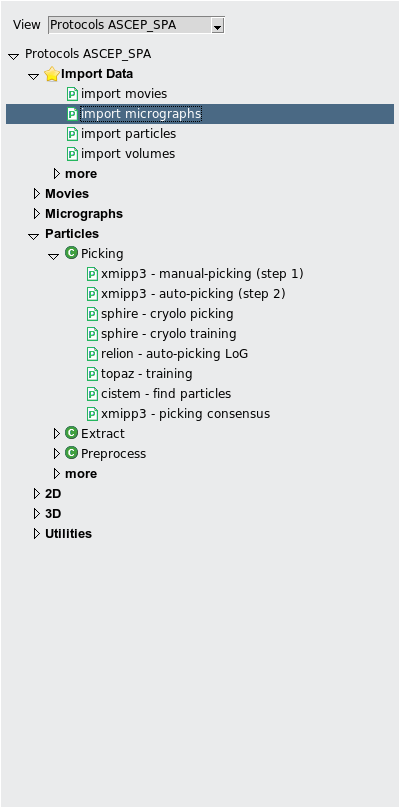 View Protocols ASCEP_SPA
Protocols ASCEP_SPA
Import Data
import movies
import micrographs
import particles
import volumes
more
Movies
Micrographs
Particles
Picking
xmipp3 - manual-picking (step 1)
xmipp3 - auto-picking (step 2)
sphire - cryolo picking
sphire - cryolo training
relion - auto-picking LoG
topaz - training
cistem - find particles
xmipp3 - picking consensus
Extract
Preprocess
more
2D
3D
Utilities